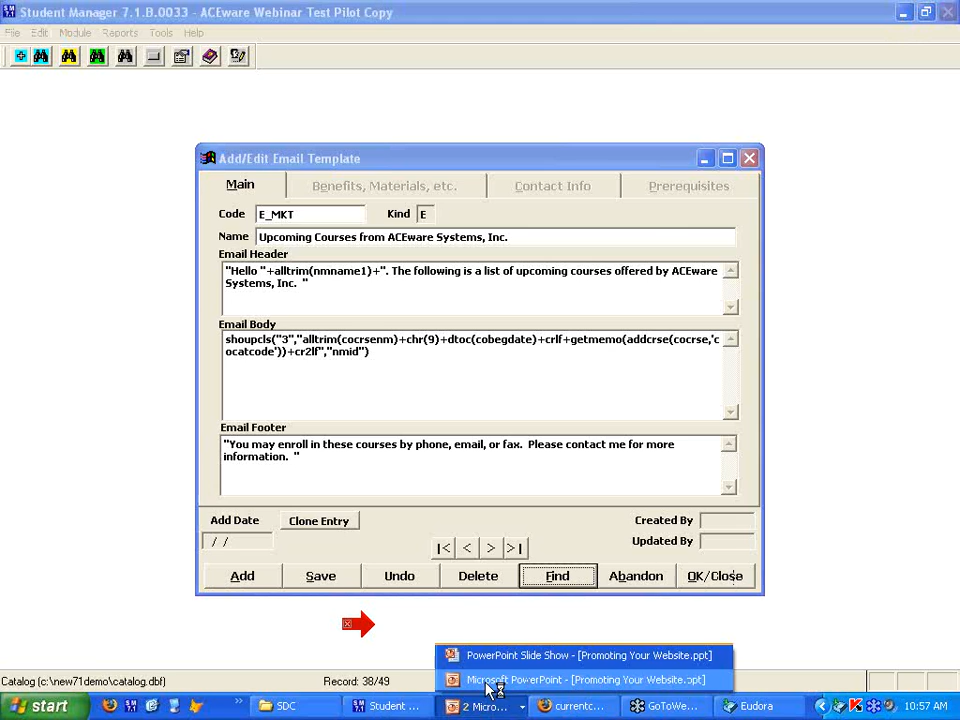 Student Manager 7.1.B.0033 - ACEware Webinar Test Pilot Copy
File Edit Module Reports Tools Help
Add/Edit Email Template
Main Benefits, Materials, etc. Contact Info Prerequisites
Code E_MKT Kind E
Name Upcoming Courses from ACEware Systems, Inc.
Email Header
"Hello "+alltrim(nmname1)+". The following is a list of upcoming courses offered by ACEware
Systems, Inc. "
Email Body
shoupcls("3","alltrim(cocrsenm)+chr(9)+dtoc(cobegdate)+crlf+getmemo(addcrse(cocrse,'c
ocatcode'))+cr2lf","nmid")
Email Footer
"You may enroll in these courses by phone, email, or fax. Please contact me for more
information. "
Add Date Clone Entry Created By
/ / Updated By
|< < > >|
Add Save Undo Delete Find Abandon OK/Close
PowerPoint Slide Show - [Promoting Your Website.ppt]
Microsoft PowerPoint - [Promoting Your Website.ppt]
Catalog (c:\new71demo\catalog.dbf) Record: 38/49
start SDC Student ... 2 Micro... currentc... GoToWe... Eudora 10:57 AM